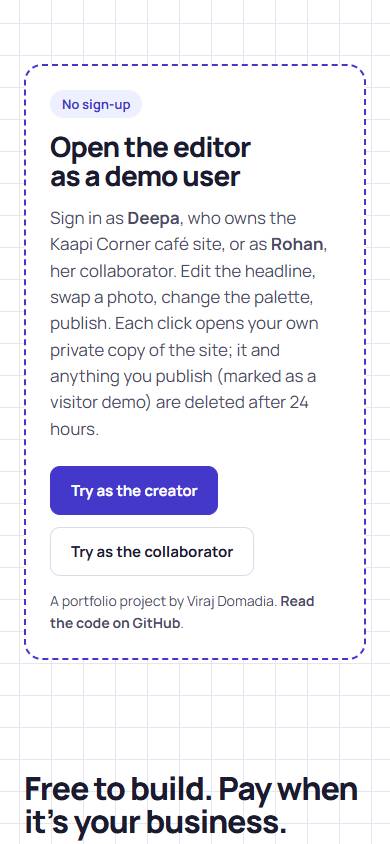 No sign-up
Open the editor
as a demo user
Sign in as Deepa, who owns the
Kaapi Corner café site, or as Rohan,
her collaborator. Edit the headline,
swap a photo, change the palette,
publish. Each click opens your own
private copy of the site; it and
anything you publish (marked as a
visitor demo) are deleted after 24
hours.
Try as the creator
Try as the collaborator
A portfolio project by Viraj Domadia. Read
the code on GitHub.
Free to build. Pay when
it’s your business.